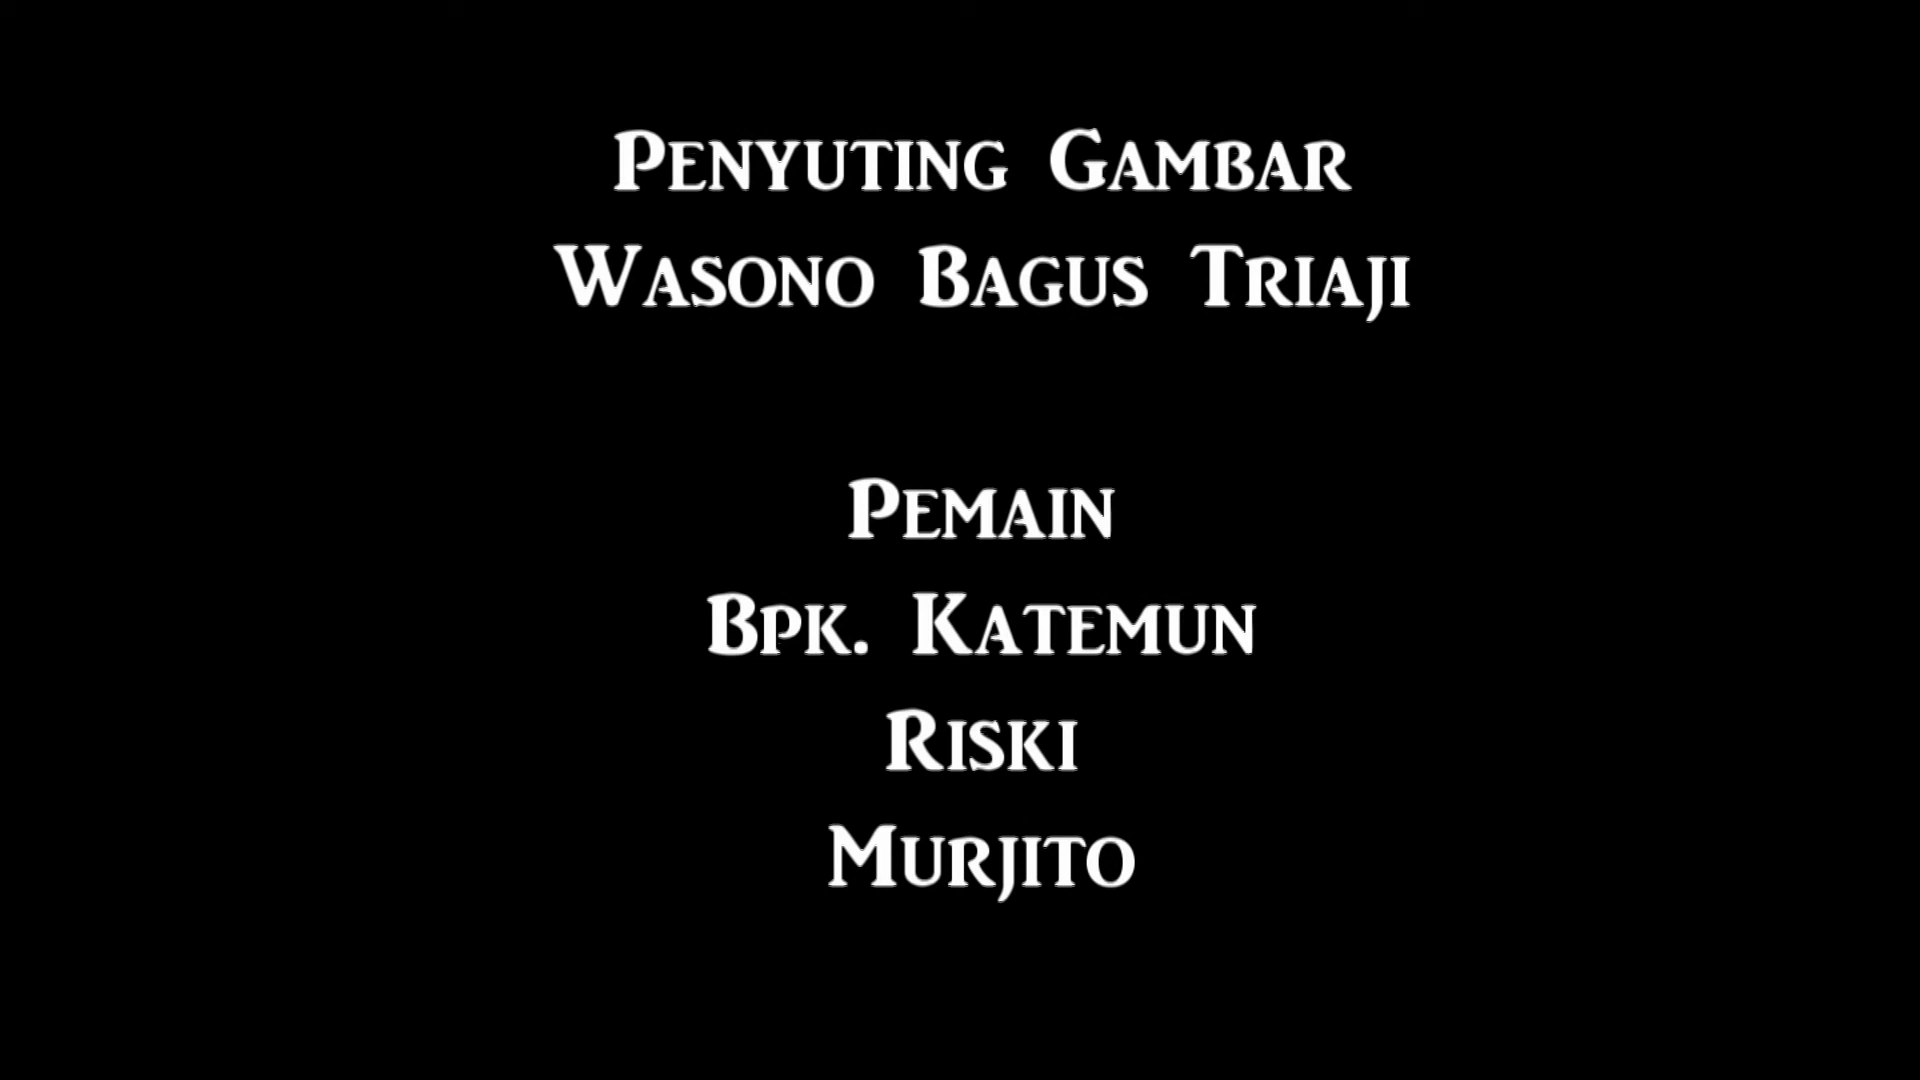 Penyuting Gambar
Wasono Bagus Triaji
Pemain
Bpk. Katemun
Riski
Murjito